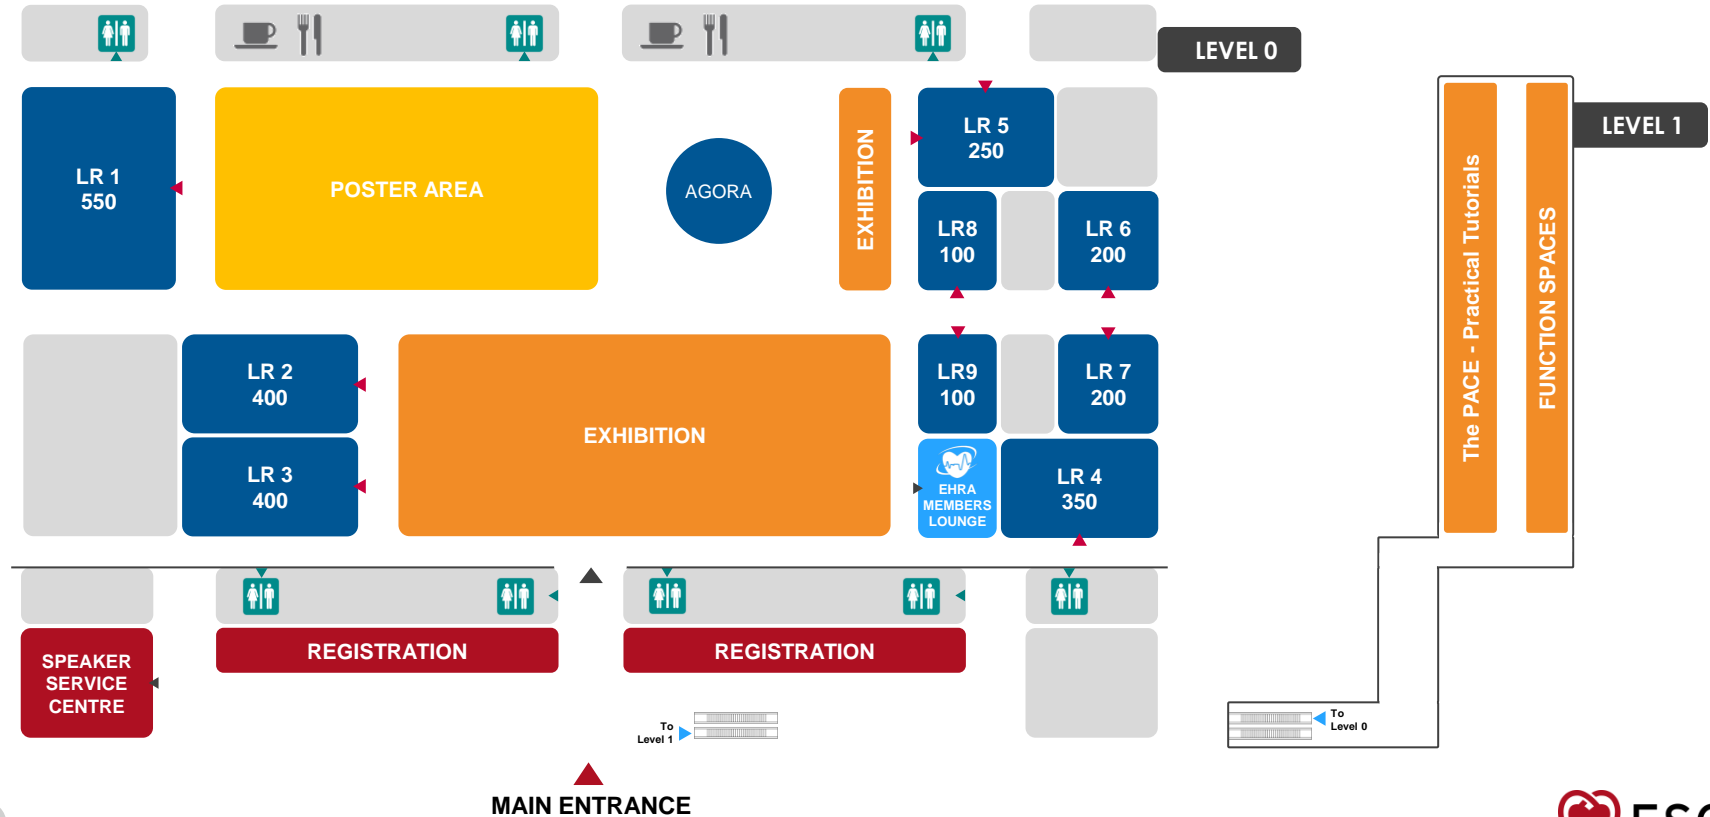 LEVEL 0
LEVEL 1
LR 1
550
POSTER AREA
AGORA
EXHIBITION
LR 5
250
LR8
100
LR 6
200
LR 2
400
LR 3
400
EXHIBITION
LR9
100
LR 7
200
EHRA
MEMBERS
LOUNGE
LR 4
350
The PACE - Practical Tutorials
FUNCTION SPACES
REGISTRATION
REGISTRATION
SPEAKER
SERVICE
CENTRE
To
Level 1
To
Level 0
MAIN ENTRANCE